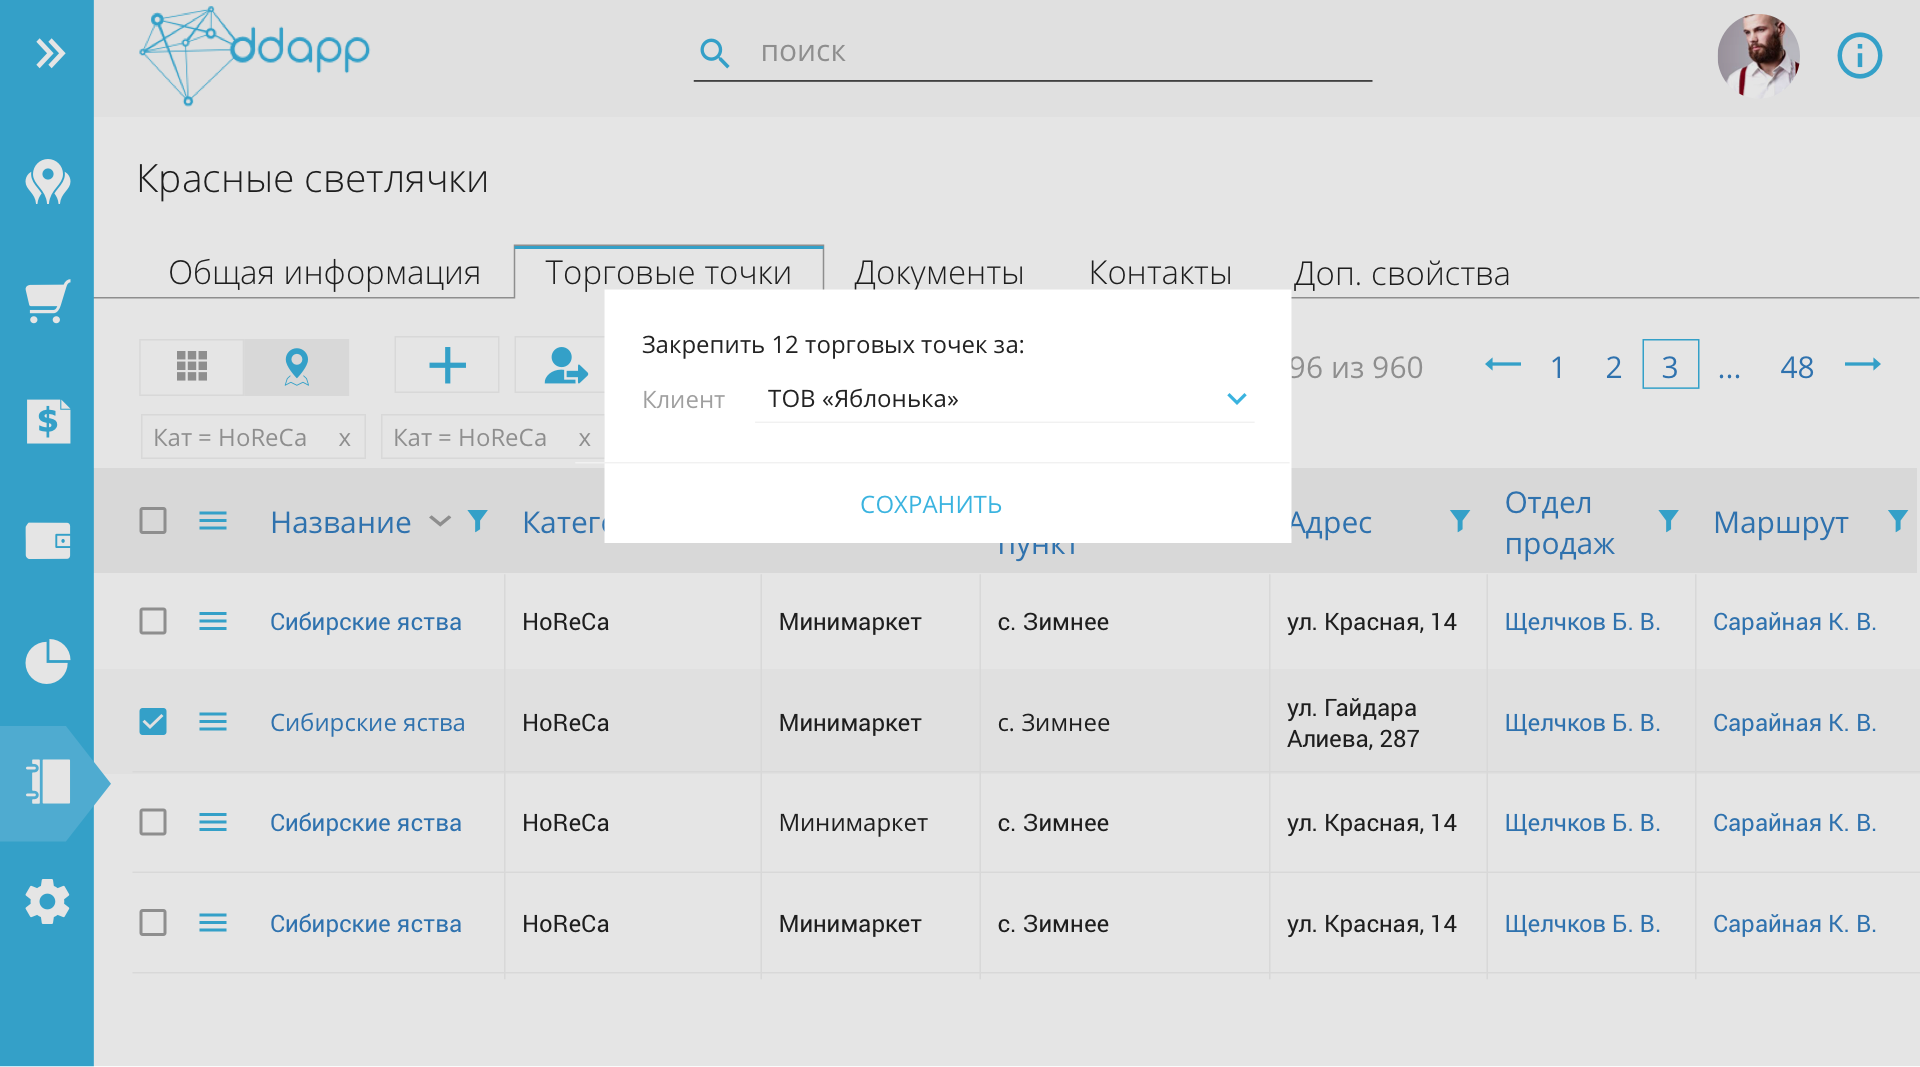 ddapp
поиск
Красные светлячки
Общая информация
Торговые точки
Документы
Контакты
Доп. свойства
Закрепить 12 торговых точек за:
Клиент
ТОВ «Яблонька»
СОХРАНИТЬ
96 из 960
1
2
3
...
48
Кат = HoReCa x
Кат = HoReCa x
Название
пункт
Адрес
Отдел
продаж
Маршрут
Сибирские яства HoReCa Минимаркет с. Зимнее ул. Красная, 14 Щелчков Б. В. Сарайная К. В.
Сибирские яства HoReCa Минимаркет с. Зимнее ул. Гайдара
Алиева, 287 Щелчков Б. В. Сарайная К. В.
Сибирские яства HoReCa Минимаркет с. Зимнее ул. Красная, 14 Щелчков Б. В. Сарайная К. В.
Сибирские яства HoReCa Минимаркет с. Зимнее ул. Красная, 14 Щелчков Б. В. Сарайная К. В.